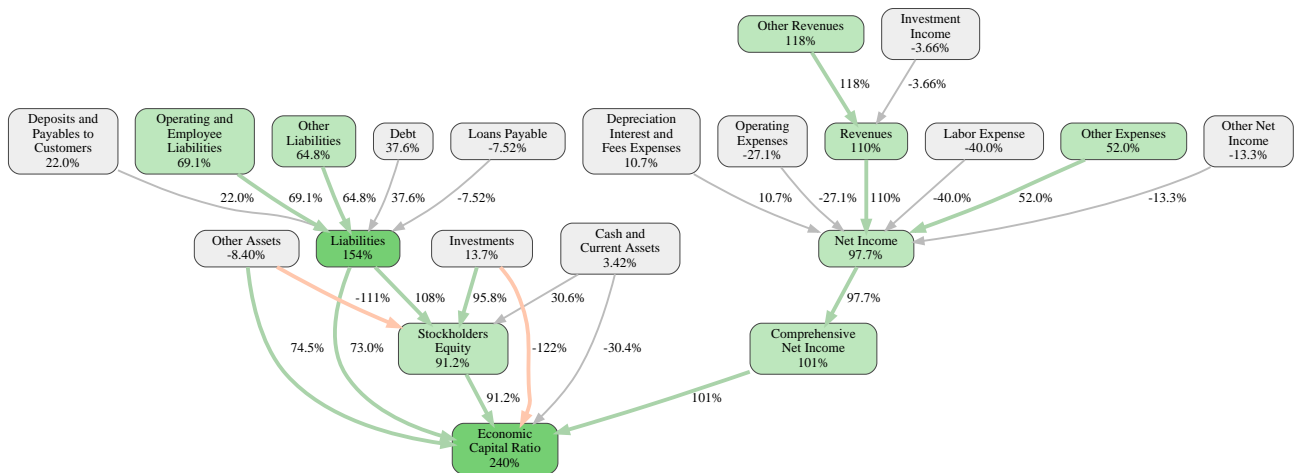 Other Revenues
118%
Investment
Income
-3.66%
118%
-3.66%
Deposits and
Payables to
Customers
22.0%
Operating and
Employee
Liabilities
69.1%
Other
Liabilities
64.8%
Debt
37.6%
Loans Payable
-7.52%
Depreciation
Interest and
Fees Expenses
10.7%
Operating
Expenses
-27.1%
Revenues
110%
Labor Expense
-40.0%
Other Expenses
52.0%
Other Net
Income
-13.3%
22.0%
69.1%
64.8%
37.6%
-7.52%
10.7%
-27.1%
110%
-40.0%
52.0%
-13.3%
Other Assets
-8.40%
Liabilities
154%
Investments
13.7%
Cash and
Current Assets
3.42%
Net Income
97.7%
-111%
108%
95.8%
30.6%
97.7%
Stockholders
Equity
91.2%
Comprehensive
Net Income
101%
74.5%
73.0%
-122%
-30.4%
91.2%
101%
Economic
Capital Ratio
240%